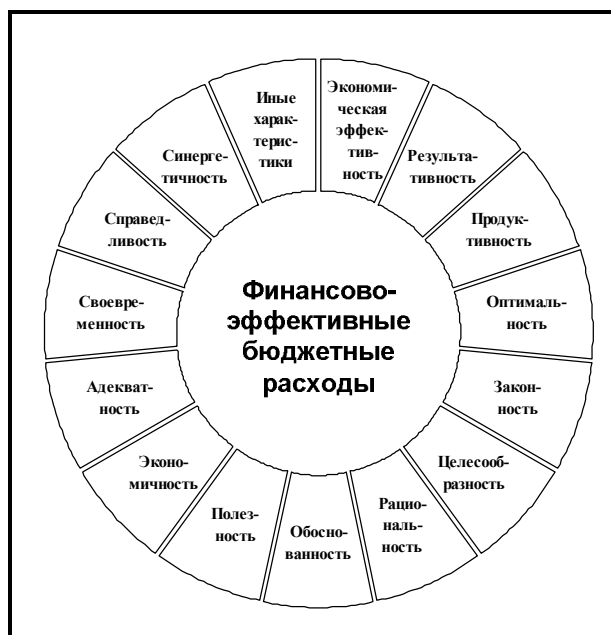 Финансово-
эффективные
бюджетные
расходы
Экономи-
ческая
эффек-
тив-
ность
Результа-
тивность
Продук-
тивность
Оптималь-
ность
Закон-
ность
Целесооб-
разность
Рацио-
наль-
ность
Обосно-
ванность
Полез-
ность
Эконо-
мичность
Адекват-
ность
Своевре-
менность
Справед-
ливость
Синерге-
тичность
Иные
харак-
терис-
тики